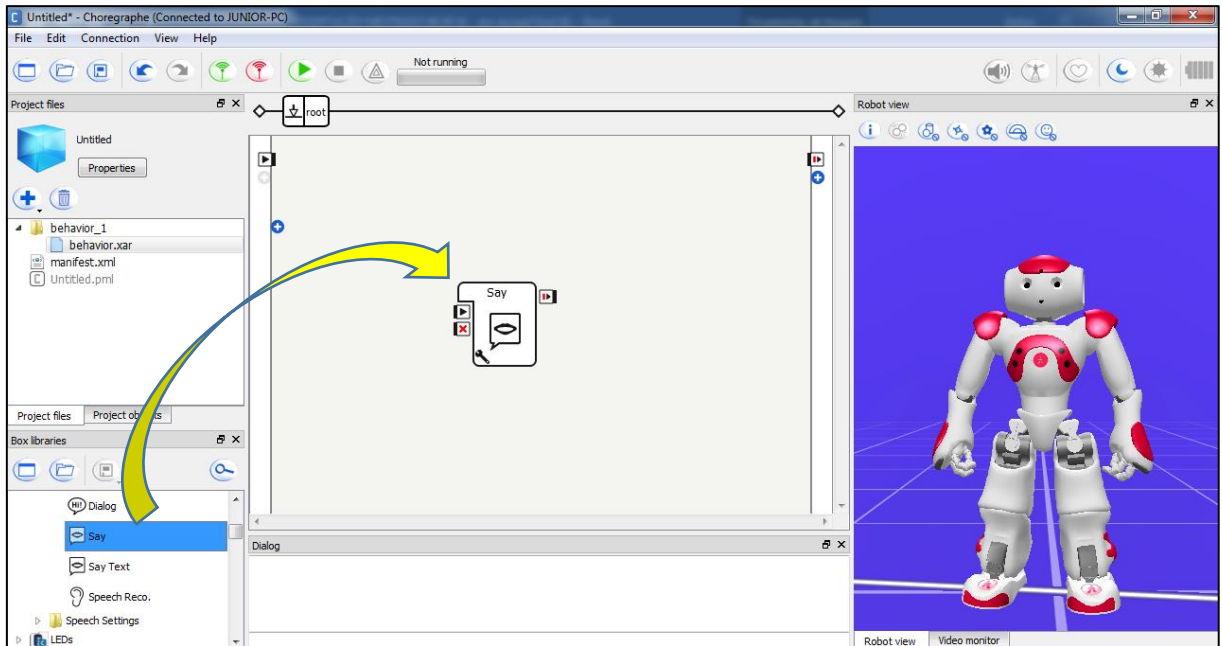 Untitled* - Choregraphe (Connected to JUNIOR-PC)
File Edit Connection View Help
Not running
Project files
root
Robot view
Untitled
Properties
behavior_1
behavior.xar
manifest.xml
Untitled.pml
Say
Project files Project
Box libraries
Hi! Dialog
Say
Say Text
Speech Reco.
Speech Settings
LEDs
Dialog
Robot view Video monitor